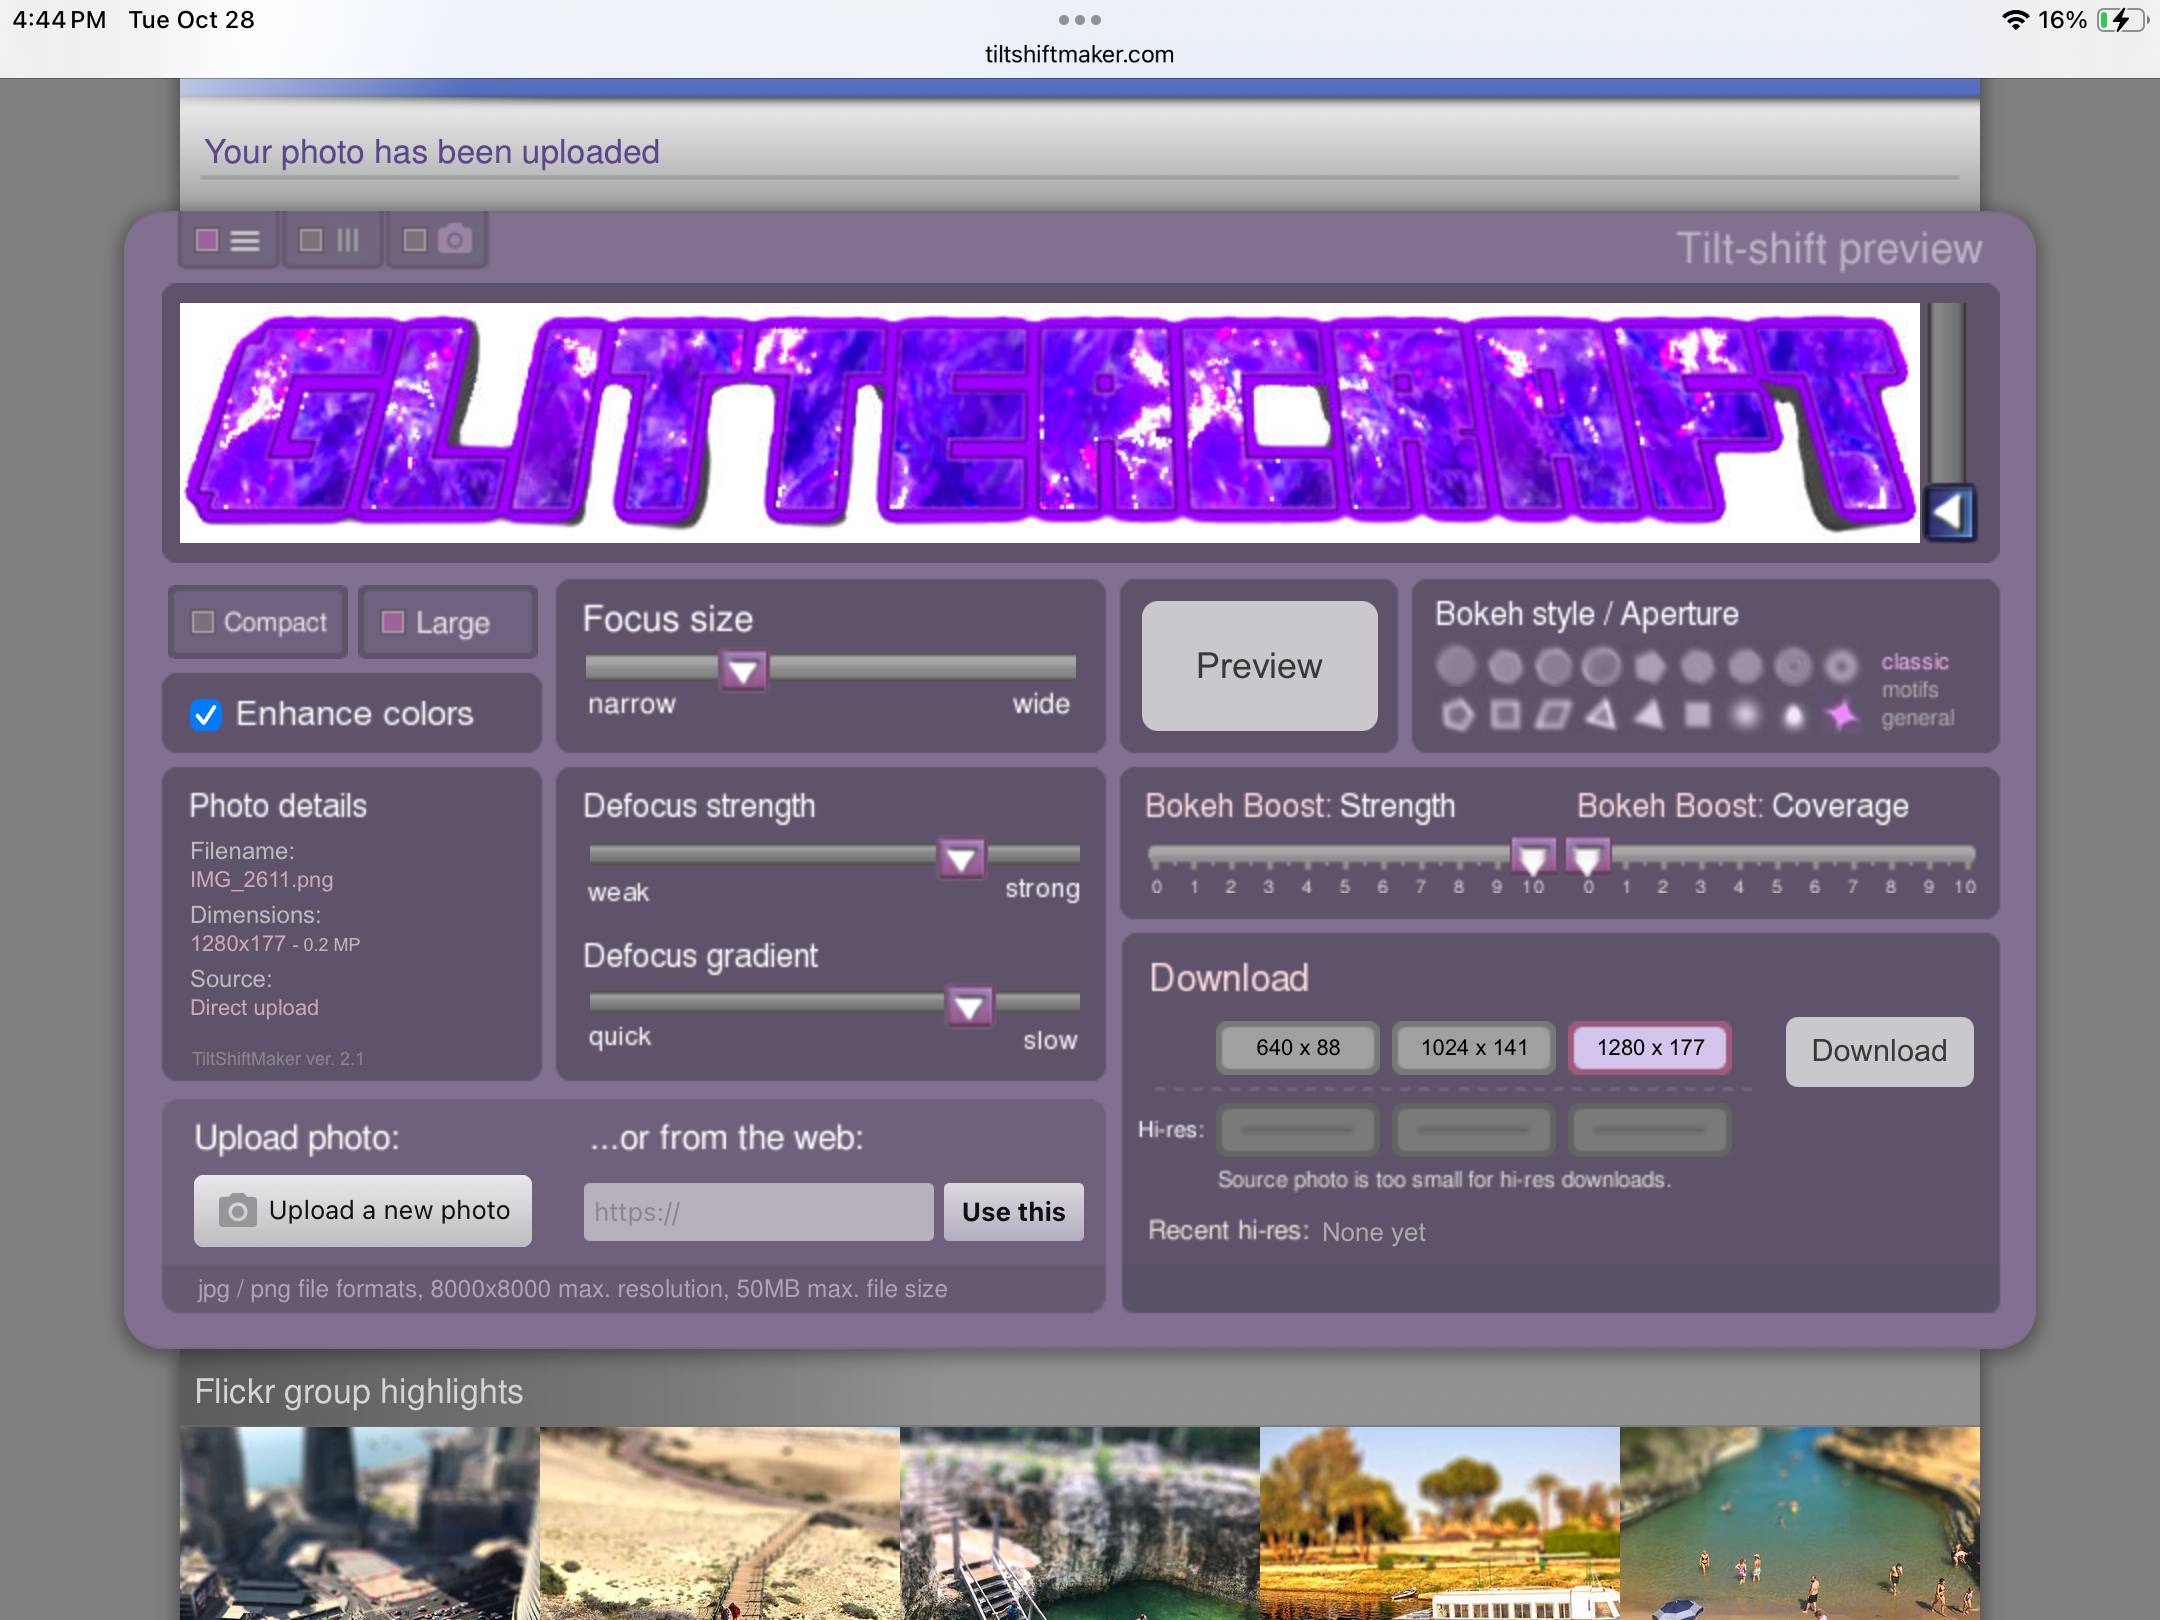 4:44 PM Tue Oct 28
16%
tiltshiftmaker.com
Your photo has been uploaded
Tilt-shift preview
GLITTERCRAFT
Compact
Large
Enhance colors
Focus size
narrow
wide
Preview
Bokeh style / Aperture
classic
motifs
general
Photo details
Filename:
IMG_2611.png
Dimensions:
1280x177 - 0.2 MP
Source:
Direct upload
TiltShiftMaker ver. 2.1
Defocus strength
weak
strong
Defocus gradient
quick
slow
Bokeh Boost: Strength
0 1 2 3 4 5 6 7 8 9 10
Bokeh Boost: Coverage
0 1 2 3 4 5 6 7 8 9 10
Download
640 x 88
1024 x 141
1280 x 177
Download
Hi-res:
Source photo is too small for hi-res downloads.
Recent hi-res: None yet
Upload photo:
Upload a new photo
...or from the web:
https://
Use this
jpg / png file formats, 8000x8000 max. resolution, 50MB max. file size
Flickr group highlights